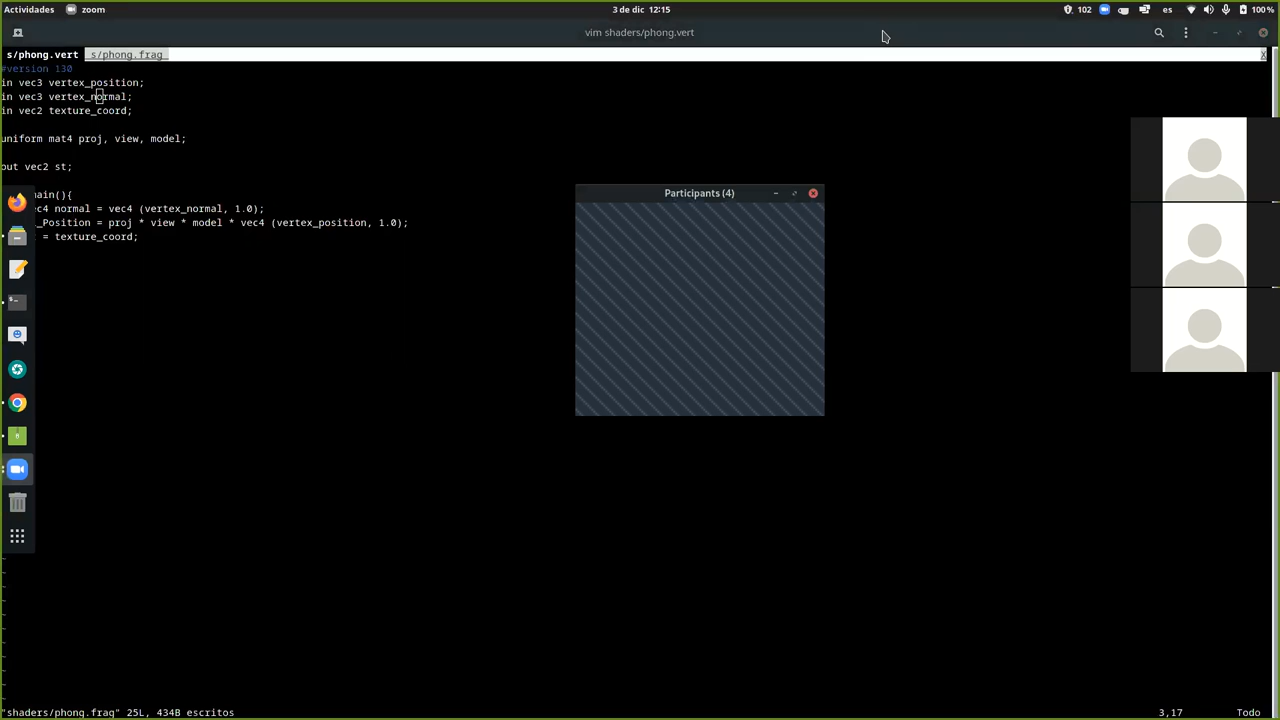 Actividades zoom 3 de dic 12:15 102 es 100 %
vim shaders/phong.vert
s/phong.vert s/phong.frag X
#version 130
in vec3 vertex_position;
in vec3 vertex_normal;
in vec2 texture_coord;
uniform mat4 proj, view, model;
out vec2 st;
main(){
vec4 normal = vec4 (vertex_normal, 1.0);
_Position = proj * view * model * vec4 (vertex_position, 1.0);
= texture_coord;
Participants (4)
~
~
~
~
~
~
~
~
~
~
"shaders/phong.frag" 25L, 434B escritos 3,17 Todo